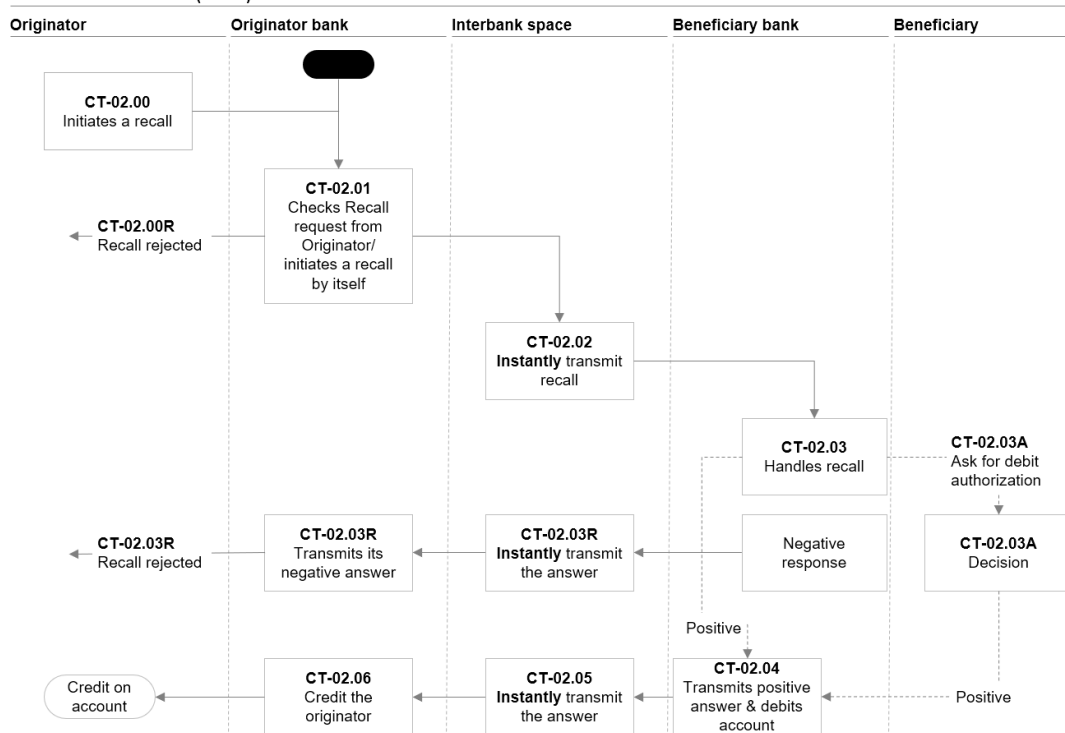 Originator
Originator bank
Interbank space
Beneficiary bank
Beneficiary
CT-02.00
Initiates a recall
CT-02.01
Checks Recall
request from
Originator/
initiates a recall
by itself
CT-02.00R
Recall rejected
CT-02.02
Instantly transmit
recall
CT-02.03
Handles recall
CT-02.03A
Ask for debit
authorization
CT-02.03R
Recall rejected
CT-02.03R
Transmits its
negative answer
CT-02.03R
Instantly transmit
the answer
Negative
response
CT-02.03A
Decision
Positive
Credit on
account
CT-02.06
Credit the
originator
CT-02.05
Instantly transmit
the answer
CT-02.04
Transmits positive
answer & debits
account
Positive